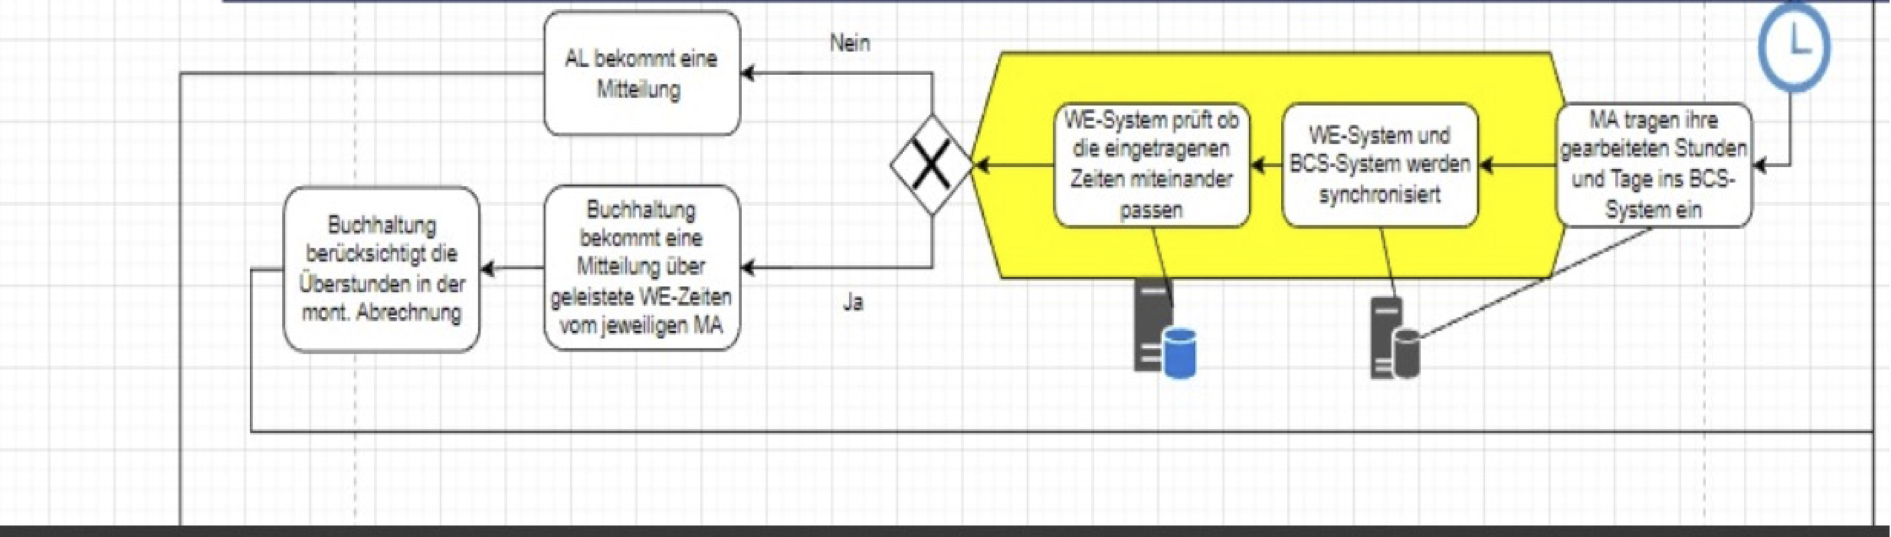 AL bekommt eine
Mitteilung
Nein
WE-System prüft ob
die eingetragenen
Zeiten miteinander
passen
WE-System und
BCS-System werden
synchronisiert
MA tragen ihre
gearbeiteten Stunden
und Tage ins BCS-
System ein
Buchhaltung
berücksichtigt die
Überstunden in der
mont. Abrechnung
Buchhaltung
bekommt eine
Mitteilung über
geleistete WE-Zeiten
vom jeweiligen MA
Ja